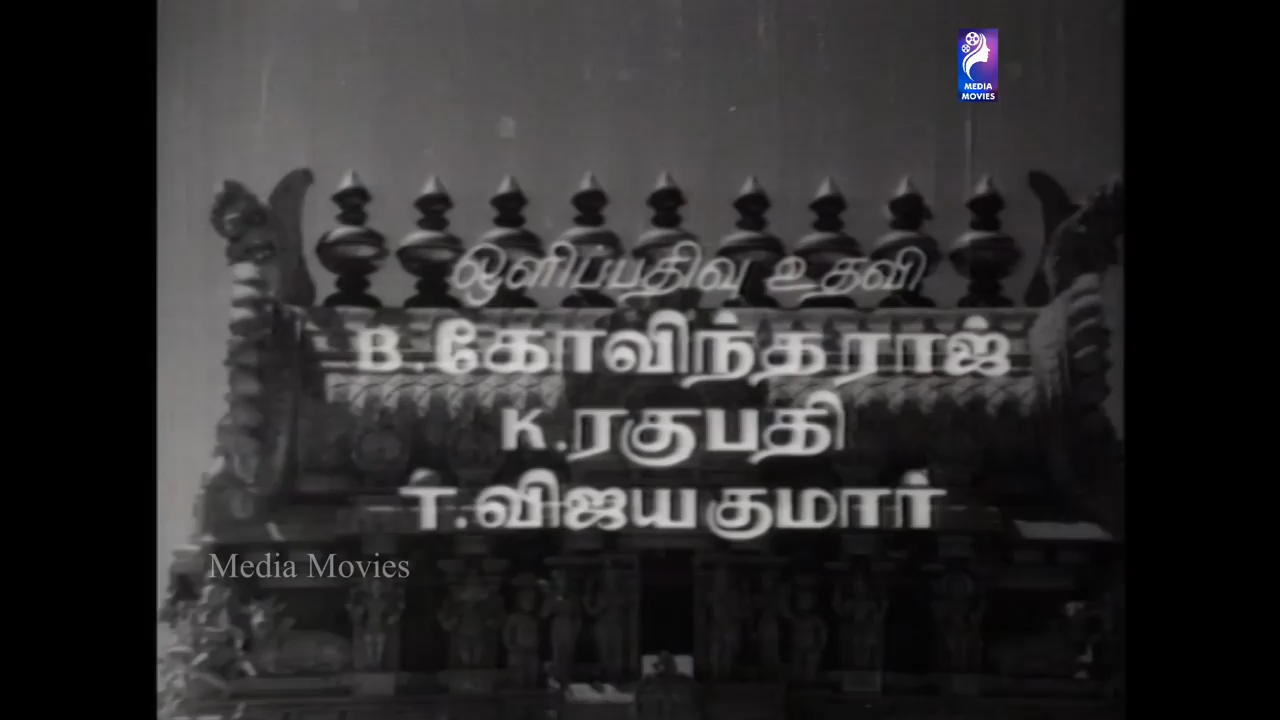 MEDIA
MOVIES
ஒளிப்பதிவு உதவி
B.கோவிந்தராஜ்
K.ரகுபதி
T.விஜயகுமார்
Media Movies